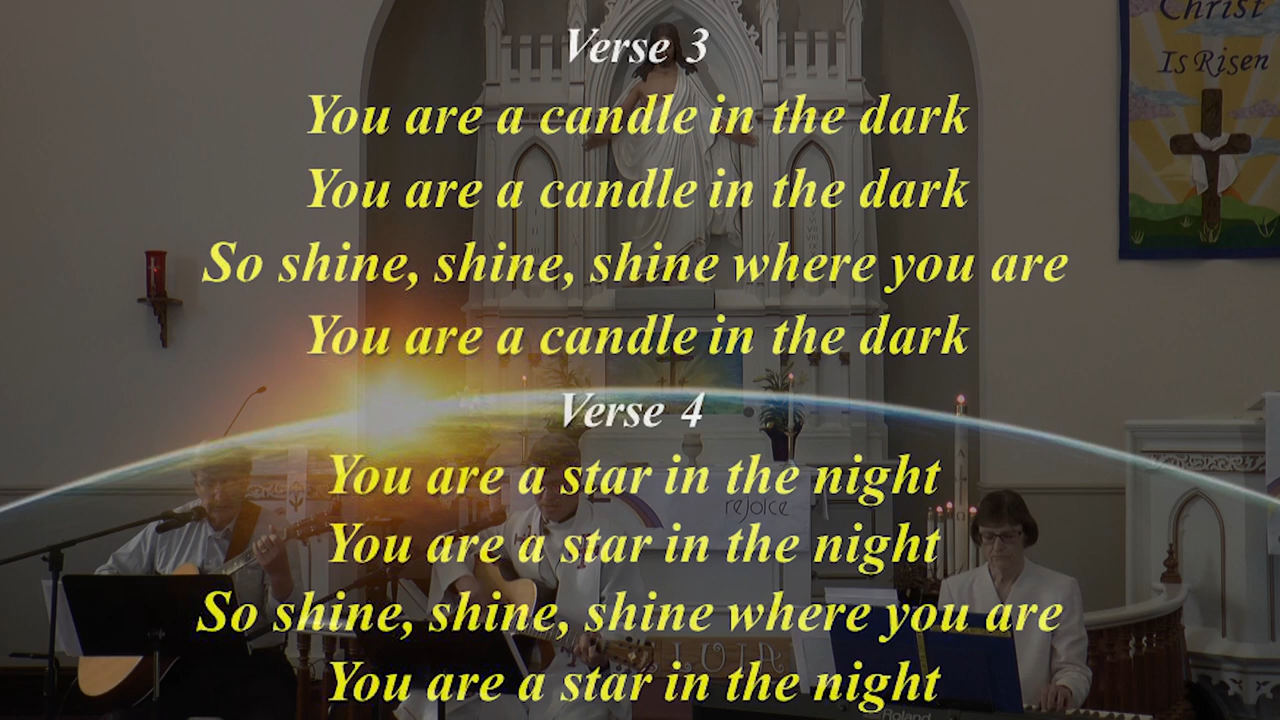 Christ
Is Risen
Verse 3
You are a candle in the dark
You are a candle in the dark
So shine, shine, shine where you are
You are a candle in the dark
Verse 4
You are a star in the night
rejoice
You are a star in the night
So shine, shine, shine where you are
LUIA
You are a star in the night
Roland